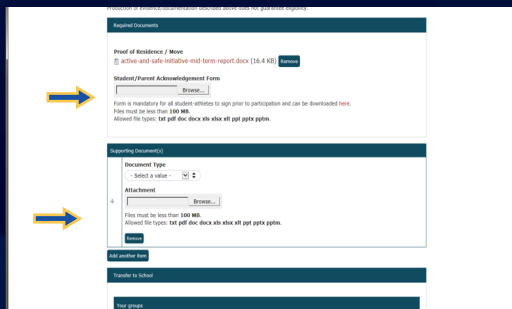 Production of evidence/documentation described above does not guarantee eligibility.
Required Documents
Proof of Residence / Move
active-and-safe-initiative-mid-term-report.docx (16.4 KB) Remove
Student/Parent Acknowledgement Form
Browse...
Form is mandatory for all student-athletes to sign prior to participation and can be downloaded here.
Files must be less than 100 MB.
Allowed file types: txt pdf doc docx xls xlsx xlt ppt pptx pptm.
Supporting Document(s)
Document Type
- Select a value -
Attachment
Browse...
Files must be less than 100 MB.
Allowed file types: txt pdf doc docx xls xlsx xlt ppt pptx pptm.
Remove
Add another item
Transfer to School
Your groups